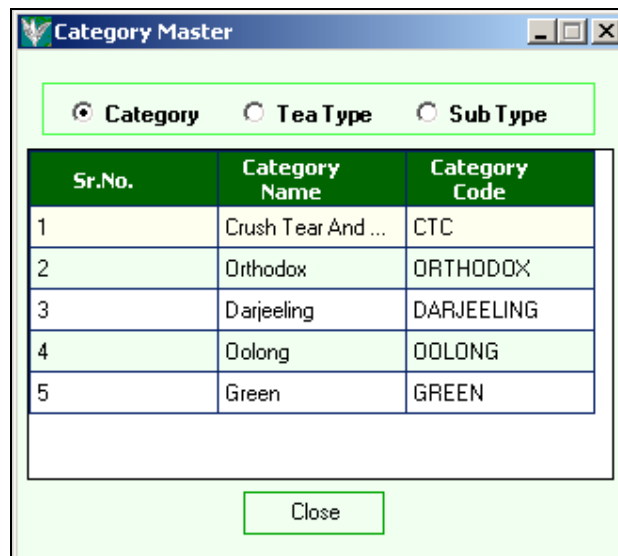 Category Master
Category Tea Type Sub Type
Sr.No. Category Name Category Code
1 Crush Tear And ... CTC
2 Orthodox ORTHODOX
3 Darjeeling DARJEELING
4 Oolong OOLONG
5 Green GREEN
Close